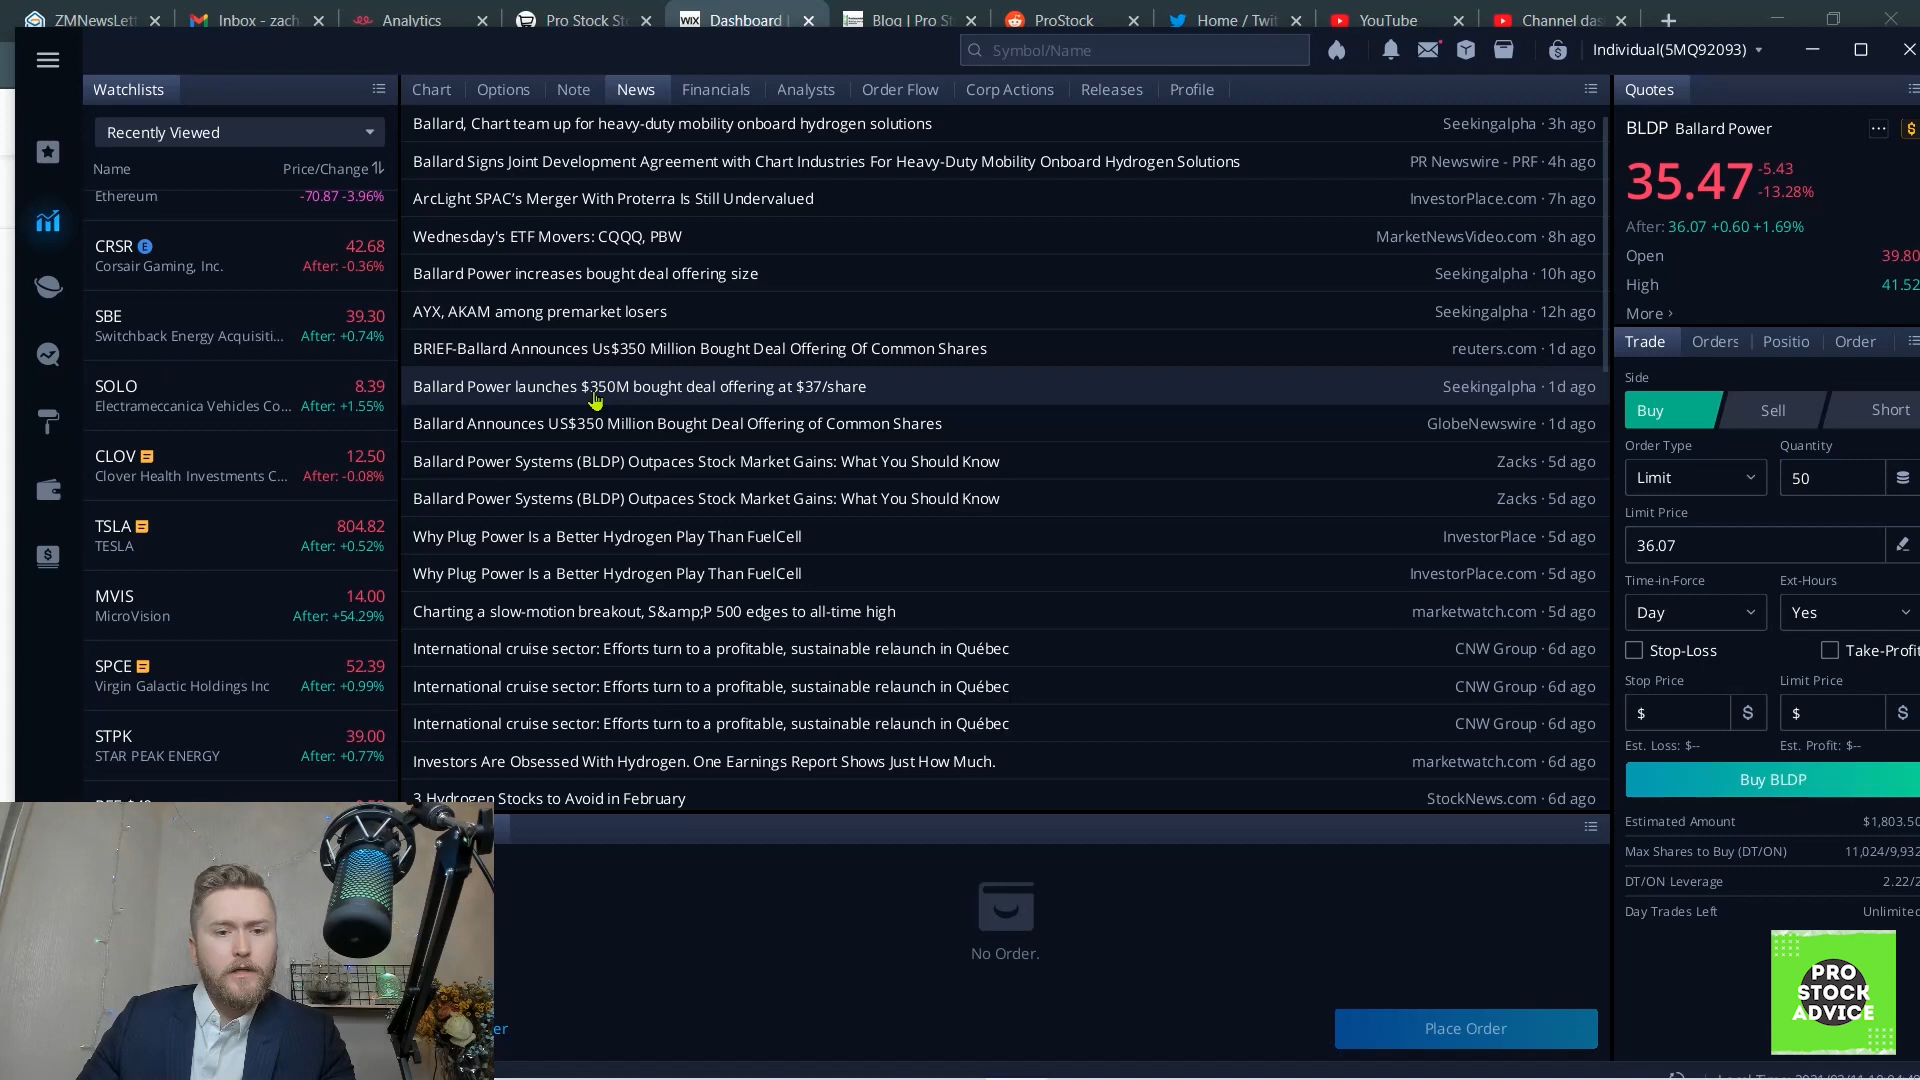 ZMNewsLett
Inbox - zach
Analytics
Pro Stock St
WIX Dashboard |
Blog | Pro St
ProStock
Home / Twit
YouTube
Channel das
Symbol/Name
Individual(5MQ92093)
Watchlists
Chart Options Note News Financials Analysts Order Flow Corp Actions Releases Profile
Quotes
Recently Viewed
Name Price/Change
Ethereum -70.87 -3.96%
CRSR E 42.68
Corsair Gaming, Inc. After: -0.36%
SBE 39.30
Switchback Energy Acquisiti... After: +0.74%
SOLO 8.39
Electrameccanica Vehicles Co... After: +1.55%
CLOV 12.50
Clover Health Investments C... After: -0.08%
TSLA 804.82
TESLA After: +0.52%
MVIS 14.00
MicroVision After: +54.29%
SPCE 52.39
Virgin Galactic Holdings Inc After: +0.99%
STPK 39.00
STAR PEAK ENERGY After: +0.77%
Ballard, Chart team up for heavy-duty mobility onboard hydrogen solutions Seekingalpha · 3h ago
Ballard Signs Joint Development Agreement with Chart Industries For Heavy-Duty Mobility Onboard Hydrogen Solutions PR Newswire - PRF · 4h ago
ArcLight SPAC’s Merger With Proterra Is Still Undervalued InvestorPlace.com · 7h ago
Wednesday's ETF Movers: CQQQ, PBW MarketNewsVideo.com · 8h ago
Ballard Power increases bought deal offering size Seekingalpha · 10h ago
AYX, AKAM among premarket losers Seekingalpha · 12h ago
BRIEF-Ballard Announces Us$350 Million Bought Deal Offering Of Common Shares reuters.com · 1d ago
Ballard Power launches $350M bought deal offering at $37/share Seekingalpha · 1d ago
Ballard Announces US$350 Million Bought Deal Offering of Common Shares GlobeNewswire · 1d ago
Ballard Power Systems (BLDP) Outpaces Stock Market Gains: What You Should Know Zacks · 5d ago
Ballard Power Systems (BLDP) Outpaces Stock Market Gains: What You Should Know Zacks · 5d ago
Why Plug Power Is a Better Hydrogen Play Than FuelCell InvestorPlace · 5d ago
Why Plug Power Is a Better Hydrogen Play Than FuelCell InvestorPlace.com · 5d ago
Charting a slow-motion breakout, S&amp;P 500 edges to all-time high marketwatch.com · 5d ago
International cruise sector: Efforts turn to a profitable, sustainable relaunch in Québec CNW Group · 6d ago
International cruise sector: Efforts turn to a profitable, sustainable relaunch in Québec CNW Group · 6d ago
International cruise sector: Efforts turn to a profitable, sustainable relaunch in Québec CNW Group · 6d ago
Investors Are Obsessed With Hydrogen. One Earnings Report Shows Just How Much. marketwatch.com · 6d ago
3 Hydrogen Stocks to Avoid in February StockNews.com · 6d ago
No Order.
er
Place Order
BLDP Ballard Power
35.47 -5.43
-13.28%
After: 36.07 +0.60 +1.69%
Open 39.80
High 41.52
More ›
Trade Orders Positio Order
Side
Buy Sell Short
Order Type Quantity
Limit 50
Limit Price
36.07
Time-in-Force Ext-Hours
Day Yes
Stop-Loss Take-Profit
Stop Price Limit Price
$ $ $ $
Est. Loss: $-- Est. Profit: $--
Buy BLDP
Estimated Amount $1,803.50
Max Shares to Buy (DT/ON) 11,024/9,932
DT/ON Leverage 2.22/2
Day Trades Left Unlimited
PRO
STOCK
ADVICE